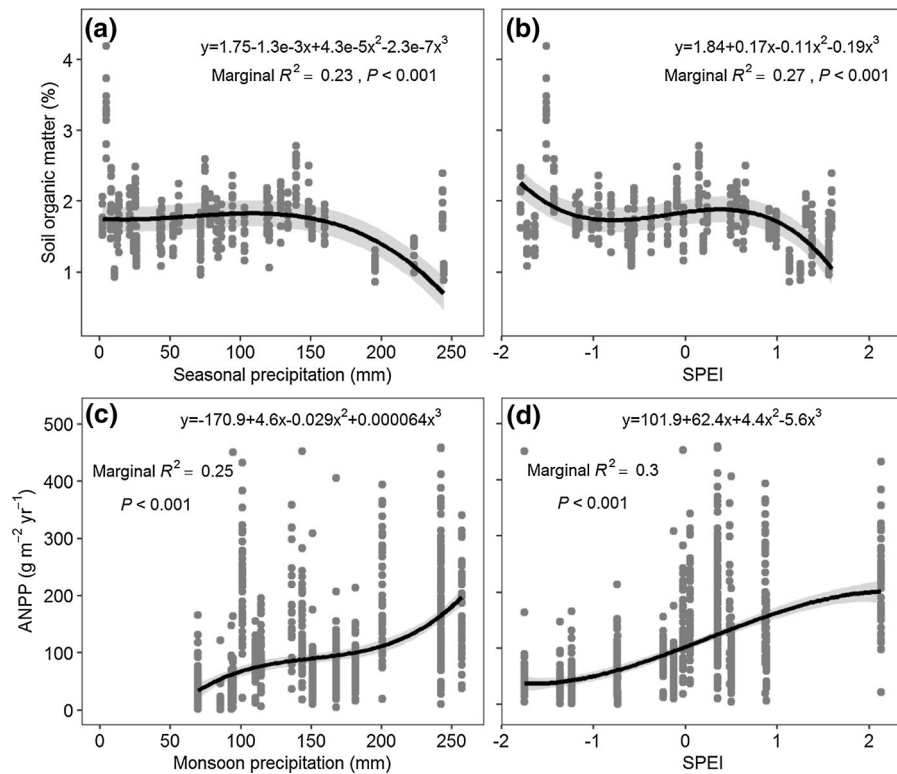 (a)
y=1.75-1.3e-3x+4.3e-5x²-2.3e-7x³
Marginal R² = 0.23 , P < 0.001
Soil organic matter (%)
4
3
2
1
0 50 100 150 200 250
Seasonal precipitation (mm)
(b)
y=1.84+0.17x-0.11x²-0.19x³
Marginal R² = 0.27 , P < 0.001
-2 -1 0 1 2
SPEI
(c)
y=-170.9+4.6x-0.029x²+0.000064x³
Marginal R² = 0.25
P < 0.001
ANPP (g m⁻² yr⁻¹)
500
400
300
200
100
0
0 50 100 150 200 250
Monsoon precipitation (mm)
(d)
y=101.9+62.4x+4.4x²-5.6x³
Marginal R² = 0.3
P < 0.001
-2 -1 0 1 2
SPEI